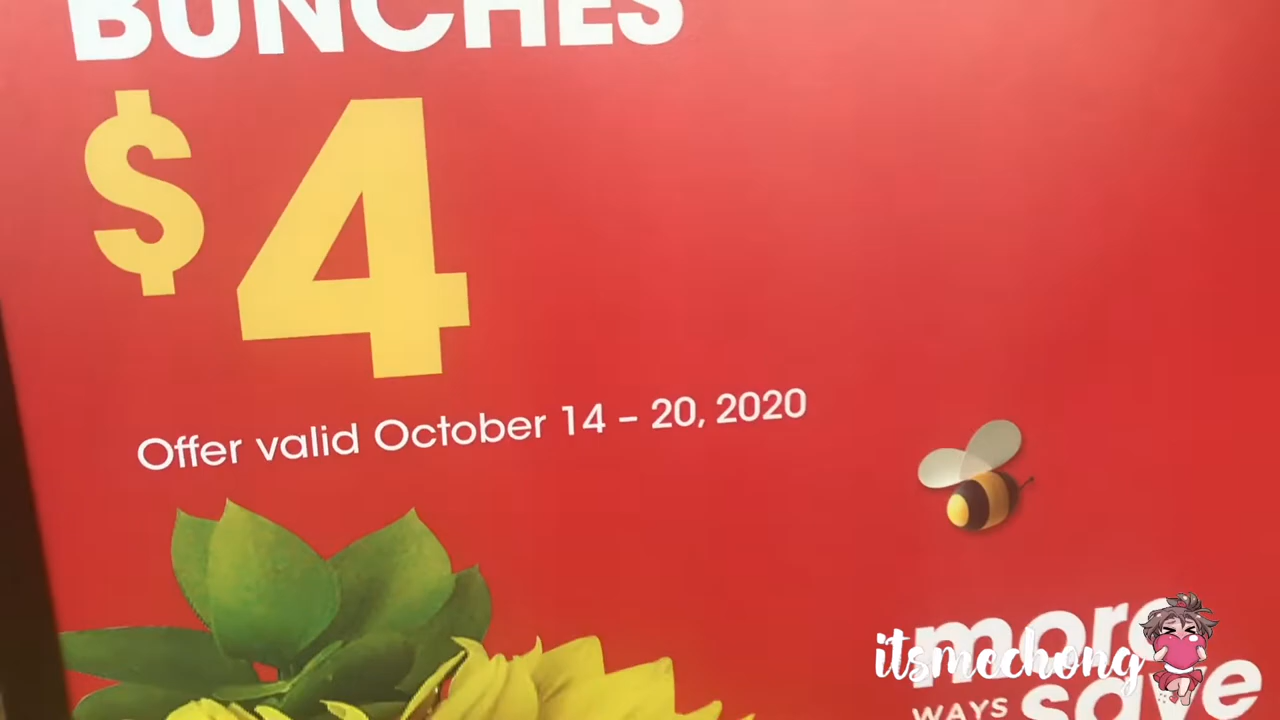 BUNCHES
$4
Offer valid October 14 – 20, 2020
more
itsmechong
WAYS save